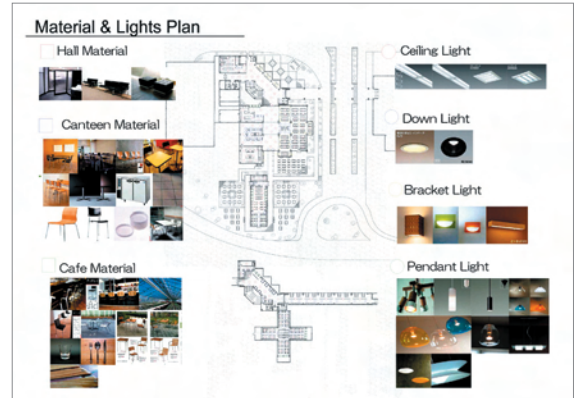 Material & Lights Plan
Hall Material
Canteen Material
Cafe Material
Ceiling Light
Down Light
Bracket Light
Pendant Light